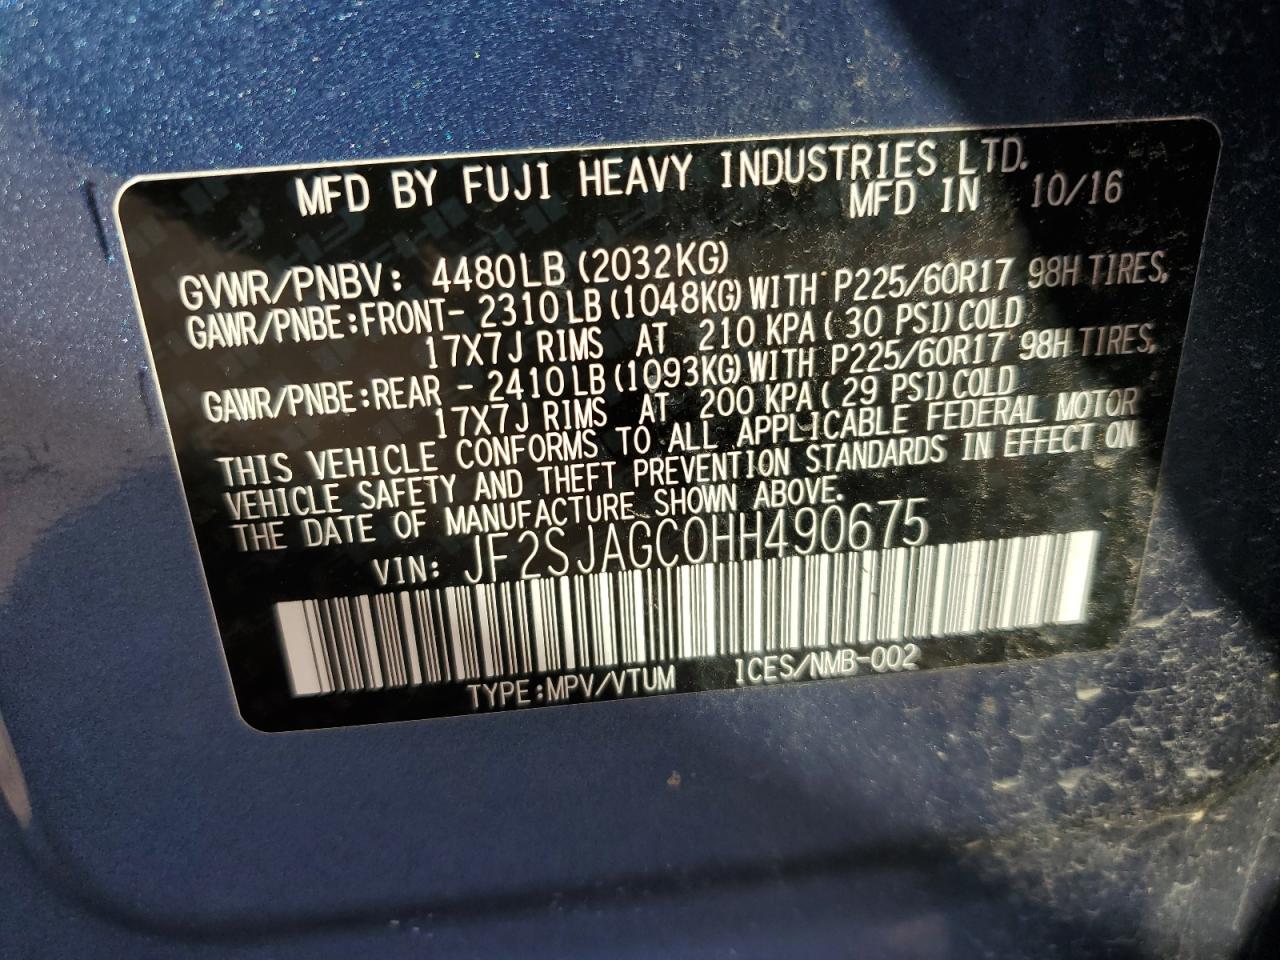 MFD BY FUJI HEAVY INDUSTRIES LTD.
MFD IN 10/16
GVWR/PNBV: 4480LB (2032KG)
GAWR/PNBE:FRONT- 2310LB (1048KG) WITH P225/60R17 98H TIRES,
17X7J RIMS AT 210 KPA ( 30 PSI) COLD
GAWR/PNBE:REAR - 2410LB (1093KG) WITH P225/60R17 98H TIRES,
17X7J RIMS AT 200 KPA ( 29 PSI) COLD
THIS VEHICLE CONFORMS TO ALL APPLICABLE FEDERAL MOTOR
VEHICLE SAFETY AND THEFT PREVENTION STANDARDS IN EFFECT ON
THE DATE OF MANUFACTURE SHOWN ABOVE.
VIN: JF2SJAGC0HH490675
TYPE:MPV/VTUM ICES/NMB-002